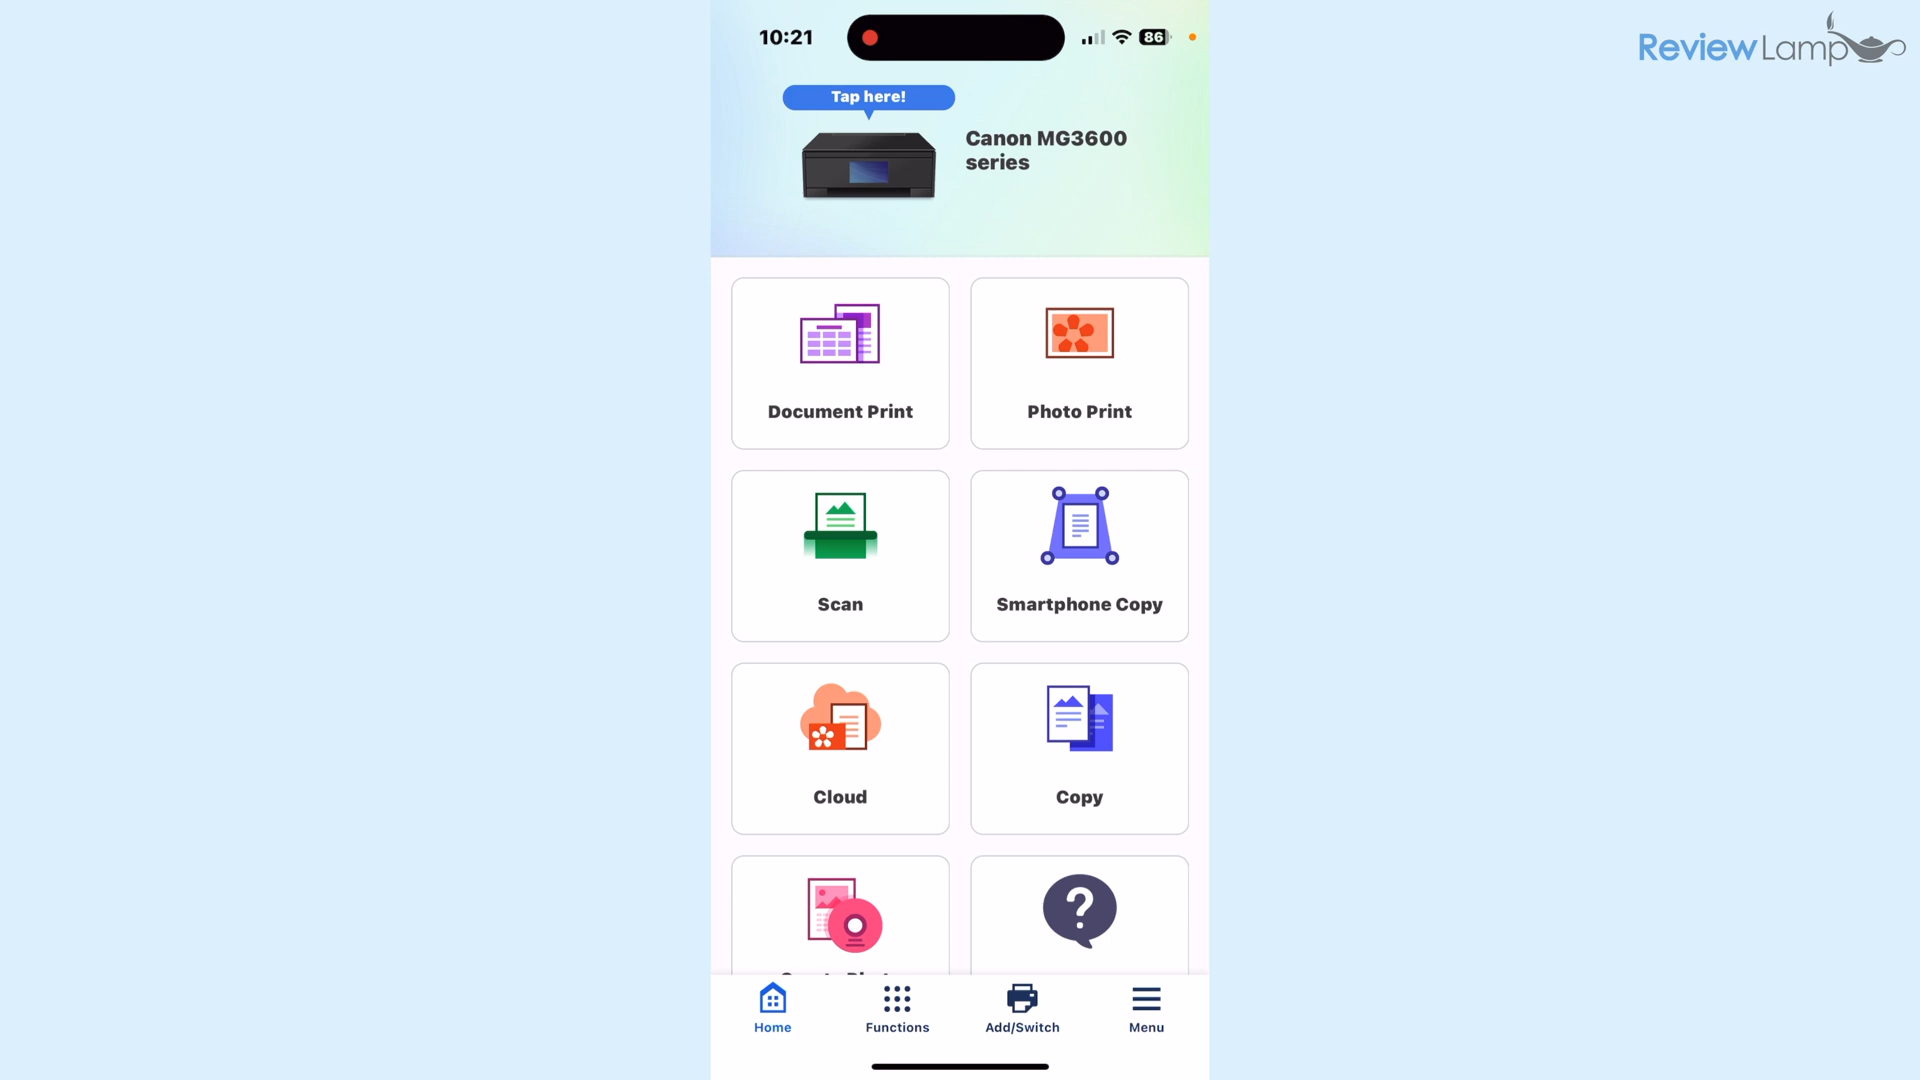 10:21
86
ReviewLamp
Tap here!
Canon MG3600
series
Document Print
Photo Print
Scan
Smartphone Copy
Cloud
Copy
Home
Functions
Add/Switch
Menu